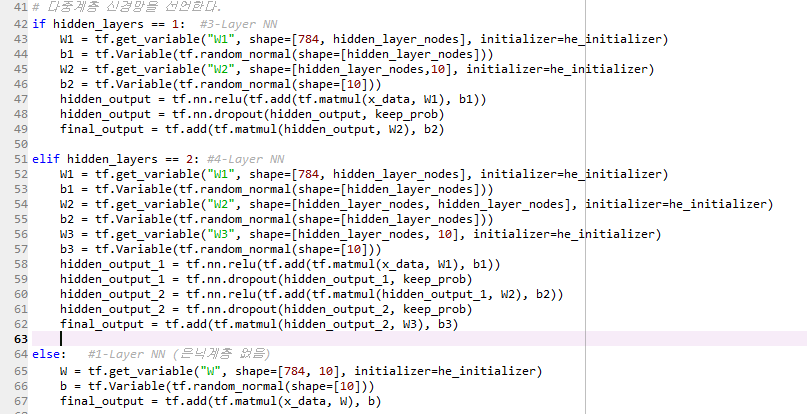 41 # 다중계층 신경망을 선언한다.
42 if hidden_layers == 1:  #3-Layer NN
43     W1 = tf.get_variable("W1", shape=[784, hidden_layer_nodes], initializer=he_initializer)
44     b1 = tf.Variable(tf.random_normal(shape=[hidden_layer_nodes]))
45     W2 = tf.get_variable("W2", shape=[hidden_layer_nodes,10], initializer=he_initializer)
46     b2 = tf.Variable(tf.random_normal(shape=[10]))
47     hidden_output = tf.nn.relu(tf.add(tf.matmul(x_data, W1), b1))
48     hidden_output = tf.nn.dropout(hidden_output, keep_prob)
49     final_output = tf.add(tf.matmul(hidden_output, W2), b2)
50
51 elif hidden_layers == 2: #4-Layer NN
52     W1 = tf.get_variable("W1", shape=[784, hidden_layer_nodes], initializer=he_initializer)
53     b1 = tf.Variable(tf.random_normal(shape=[hidden_layer_nodes]))
54     W2 = tf.get_variable("W2", shape=[hidden_layer_nodes, hidden_layer_nodes], initializer=he_initializer)
55     b2 = tf.Variable(tf.random_normal(shape=[hidden_layer_nodes]))
56     W3 = tf.get_variable("W3", shape=[hidden_layer_nodes, 10], initializer=he_initializer)
57     b3 = tf.Variable(tf.random_normal(shape=[10]))
58     hidden_output_1 = tf.nn.relu(tf.add(tf.matmul(x_data, W1), b1))
59     hidden_output_1 = tf.nn.dropout(hidden_output_1, keep_prob)
60     hidden_output_2 = tf.nn.relu(tf.add(tf.matmul(hidden_output_1, W2), b2))
61     hidden_output_2 = tf.nn.dropout(hidden_output_2, keep_prob)
62     final_output = tf.add(tf.matmul(hidden_output_2, W3), b3)
63
64 else:   #1-Layer NN (은닉계층 없음)
65     W = tf.get_variable("W", shape=[784, 10], initializer=he_initializer)
66     b = tf.Variable(tf.random_normal(shape=[10]))
67     final_output = tf.add(tf.matmul(x_data, W), b)